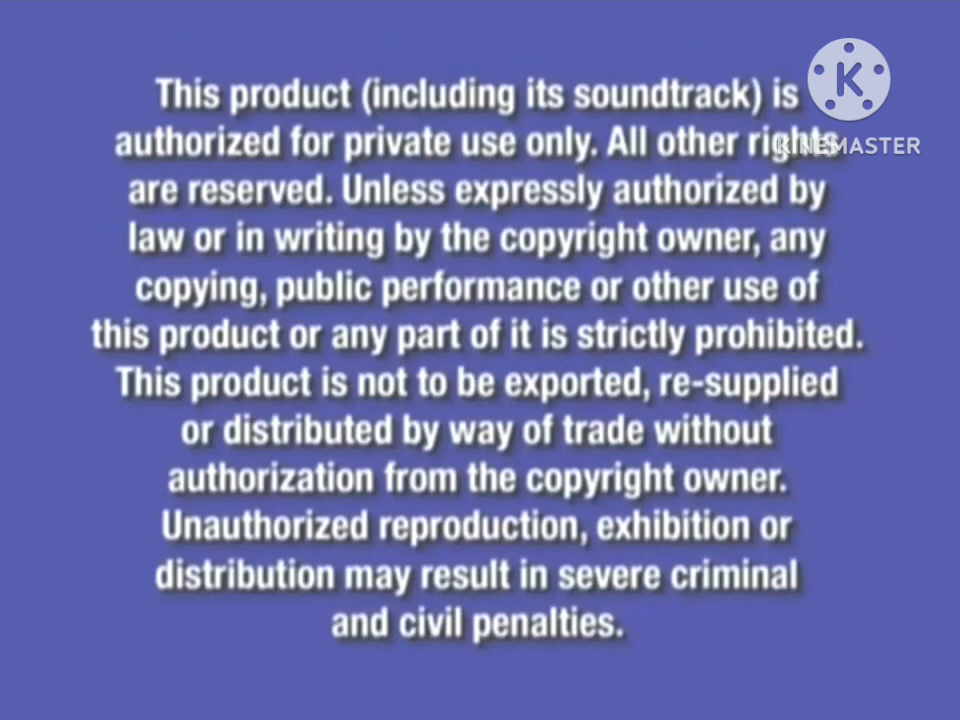 This product (including its soundtrack) is
authorized for private use only. All other rights
are reserved. Unless expressly authorized by
law or in writing by the copyright owner, any
copying, public performance or other use of
this product or any part of it is strictly prohibited.
This product is not to be exported, re-supplied
or distributed by way of trade without
authorization from the copyright owner.
Unauthorized reproduction, exhibition or
distribution may result in severe criminal
and civil penalties.
K
KINEMASTER